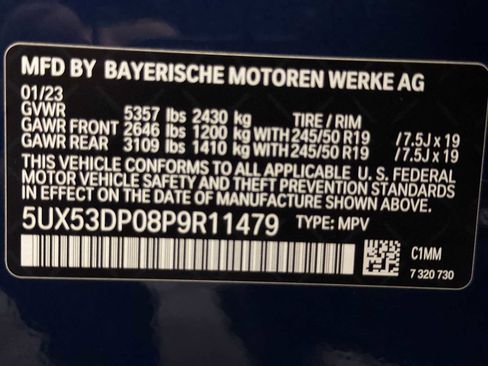 MFD BY BAYERISCHE MOTOREN WERKE AG
01/23
GVWR 5357 lbs 2430 kg TIRE / RIM
GAWR FRONT 2646 lbs 1200 kg WITH 245/50 R19 /7.5J x 19
GAWR REAR 3109 lbs 1410 kg WITH 245/50 R19 /7.5J x 19
THIS VEHICLE CONFORMS TO ALL APPLICABLE U. S. FEDERAL
MOTOR VEHICLE SAFETY AND THEFT PREVENTION STANDARDS
IN EFFECT ON THE DATE OF MANUFACTURE SHOWN ABOVE.
5UX53DP08P9R11479 TYPE: MPV
C1MM
7 320 730